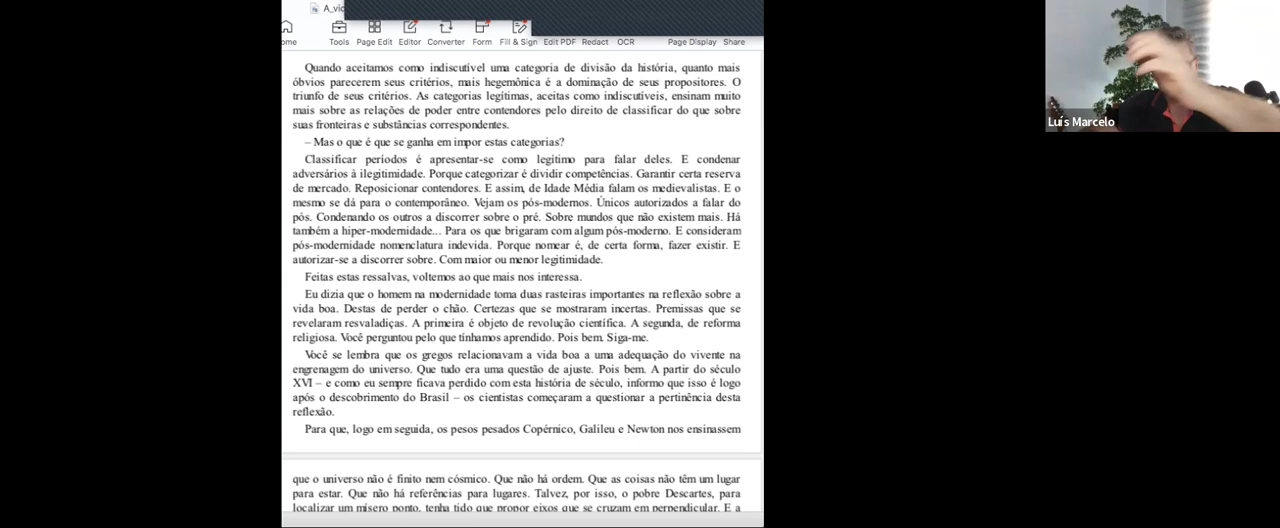 A_vid
ome
Tools
Page Edit
Editor
Converter
Form
Fill & Sign
Edit PDF
Redact
OCR
Page Display
Share
Quando aceitamos como indiscutível uma categoria de divisão da história, quanto mais
óbvios parecerem seus critérios, mais hegemônica é a dominação de seus propositores. O
triunfo de seus critérios. As categorias legítimas, aceitas como indiscutíveis, ensinam muito
mais sobre as relações de poder entre contendores pelo direito de classificar do que sobre
suas fronteiras e substâncias correspondentes.
– Mas o que é que se ganha em impor estas categorias?
Classificar períodos é apresentar-se como legítimo para falar deles. E condenar
adversários à ilegitimidade. Porque categorizar é dividir competências. Garantir certa reserva
de mercado. Reposicionar contendores. E assim, de Idade Média falam os medievalistas. E o
mesmo se dá para o contemporâneo. Vejam os pós-modernos. Únicos autorizados a falar do
pós. Condenando os outros a discorrer sobre o pré. Sobre mundos que não existem mais. Há
também a hiper-modernidade... Para os que brigaram com algum pós-moderno. E consideram
pós-modernidade nomenclatura indevida. Porque nomear é, de certa forma, fazer existir. E
autorizar-se a discorrer sobre. Com maior ou menor legitimidade.
Feitas estas ressalvas, voltemos ao que mais nos interessa.
Eu dizia que o homem na modernidade toma duas rasteiras importantes na reflexão sobre a
vida boa. Destas de perder o chão. Certezas que se mostraram incertas. Premissas que se
revelaram resvaladiças. A primeira é objeto de revolução científica. A segunda, de reforma
religiosa. Você perguntou pelo que tínhamos aprendido. Pois bem. Siga-me.
Você se lembra que os gregos relacionavam a vida boa a uma adequação do vivente na
engrenagem do universo. Que tudo era uma questão de ajuste. Pois bem. A partir do século
XVI – e como eu sempre ficava perdido com esta história de século, informo que isso é logo
após o descobrimento do Brasil – os cientistas começaram a questionar a pertinência desta
reflexão.
Para que, logo em seguida, os pesos pesados Copérnico, Galileu e Newton nos ensinassem
que o universo não é finito nem cósmico. Que não há ordem. Que as coisas não têm um lugar
para estar. Que não há referências para lugares. Talvez, por isso, o pobre Descartes, para
localizar um mísero ponto, tenha tido que propor eixos que se cruzam em perpendicular. E a
Luís Marcelo